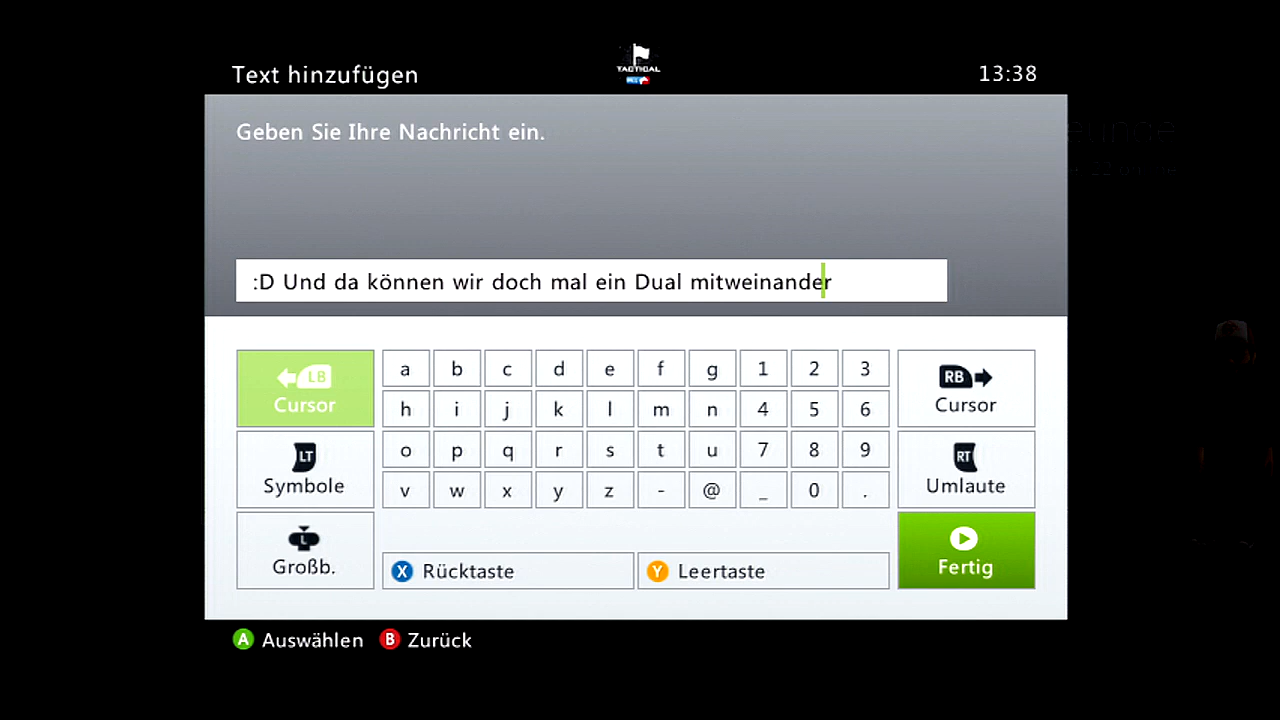 Text hinzufügen
TACTICAL
13:38
Geben Sie Ihre Nachricht ein.
:D Und da können wir doch mal ein Dual mitweinander
LB
Cursor
a b c d e f g 1 2 3
RB
Cursor
h i j k l m n 4 5 6
LT
Symbole
o p q r s t u 7 8 9
RT
Umlaute
v w x y z - @ _ 0 .
L
Großb.
X Rücktaste
Y Leertaste
Fertig
A Auswählen
B Zurück